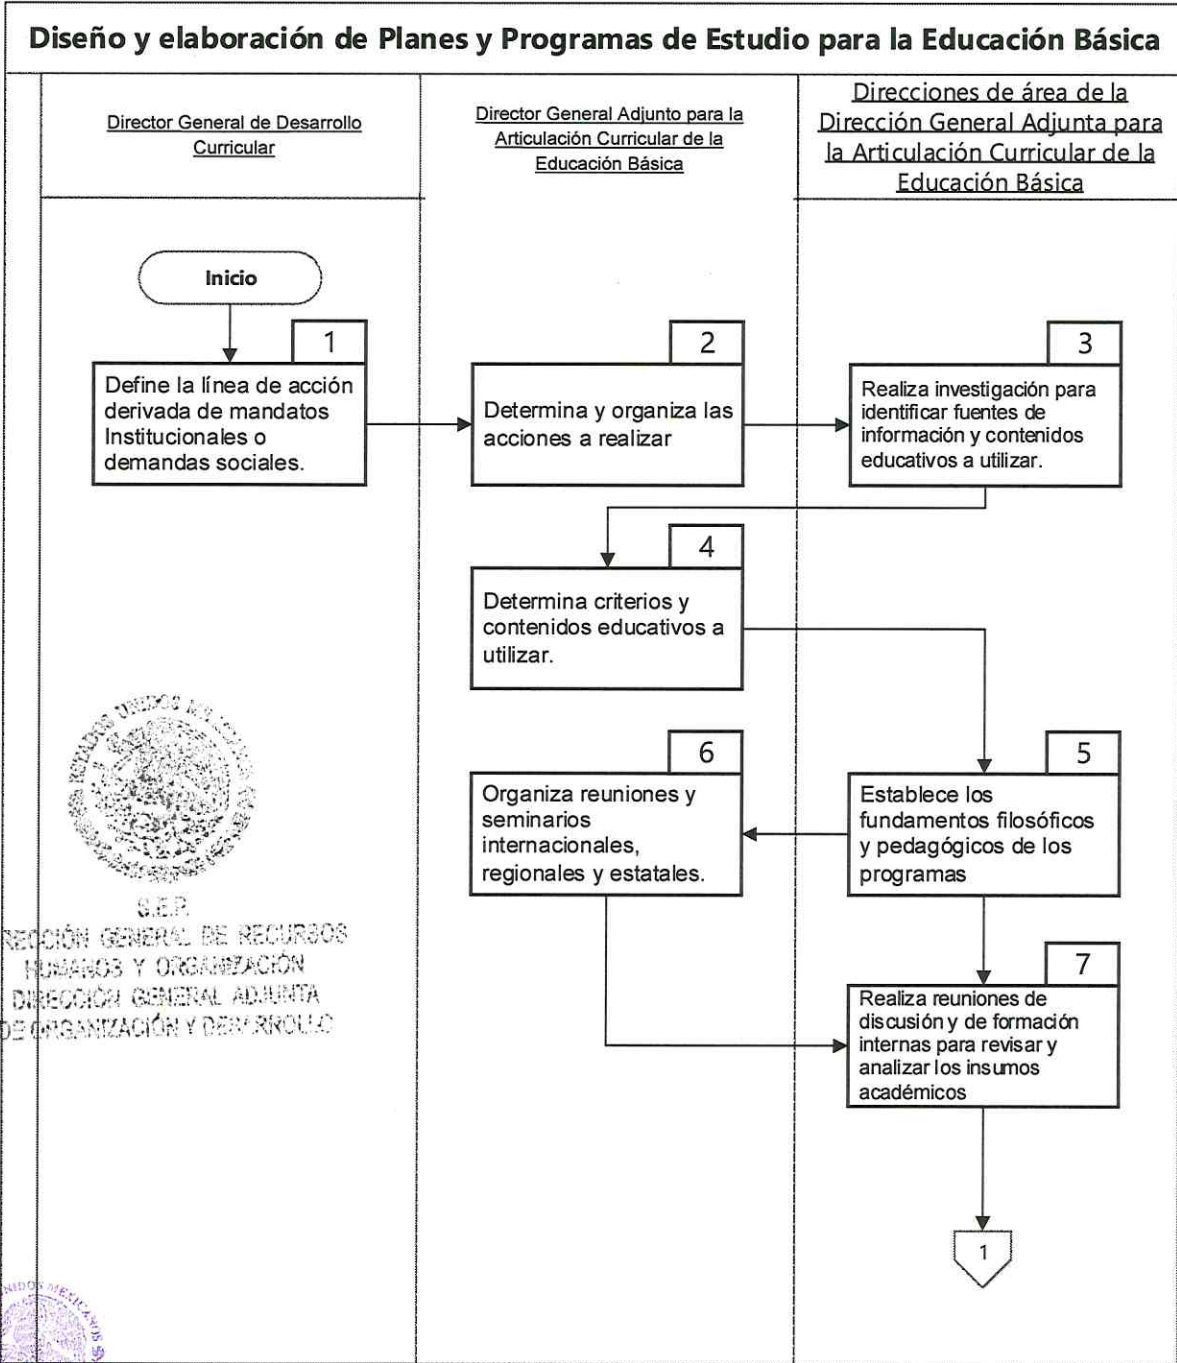 Diseño y elaboración de Planes y Programas de Estudio para la Educación Básica
Director General de Desarrollo
Curricular
Director General Adjunto para la
Articulación Curricular de la
Educación Básica
Direcciones de área de la
Dirección General Adjunta para
la Articulación Curricular de la
Educación Básica
Inicio
1
Define la línea de acción
derivada de mandatos
Institucionales o
demandas sociales.
2
Determina y organiza las
acciones a realizar
3
Realiza investigación para
identificar fuentes de
información y contenidos
educativos a utilizar.
4
Determina criterios y
contenidos educativos a
utilizar.
5
Establece los
fundamentos filosóficos
y pedagógicos de los
programas
6
Organiza reuniones y
seminarios
internacionales,
regionales y estatales.
7
Realiza reuniones de
discusión y de formación
internas para revisar y
analizar los insumos
académicos
1
ESTADOS UNIDOS
S.E.P.
RECCIÓN GENERAL DE RECURSOS
HUMANOS Y ORGANIZACIÓN
DIRECCIÓN GENERAL ADJUNTA
DE ORGANIZACIÓN Y DESARROLLO
NIDOS MEXICANOS